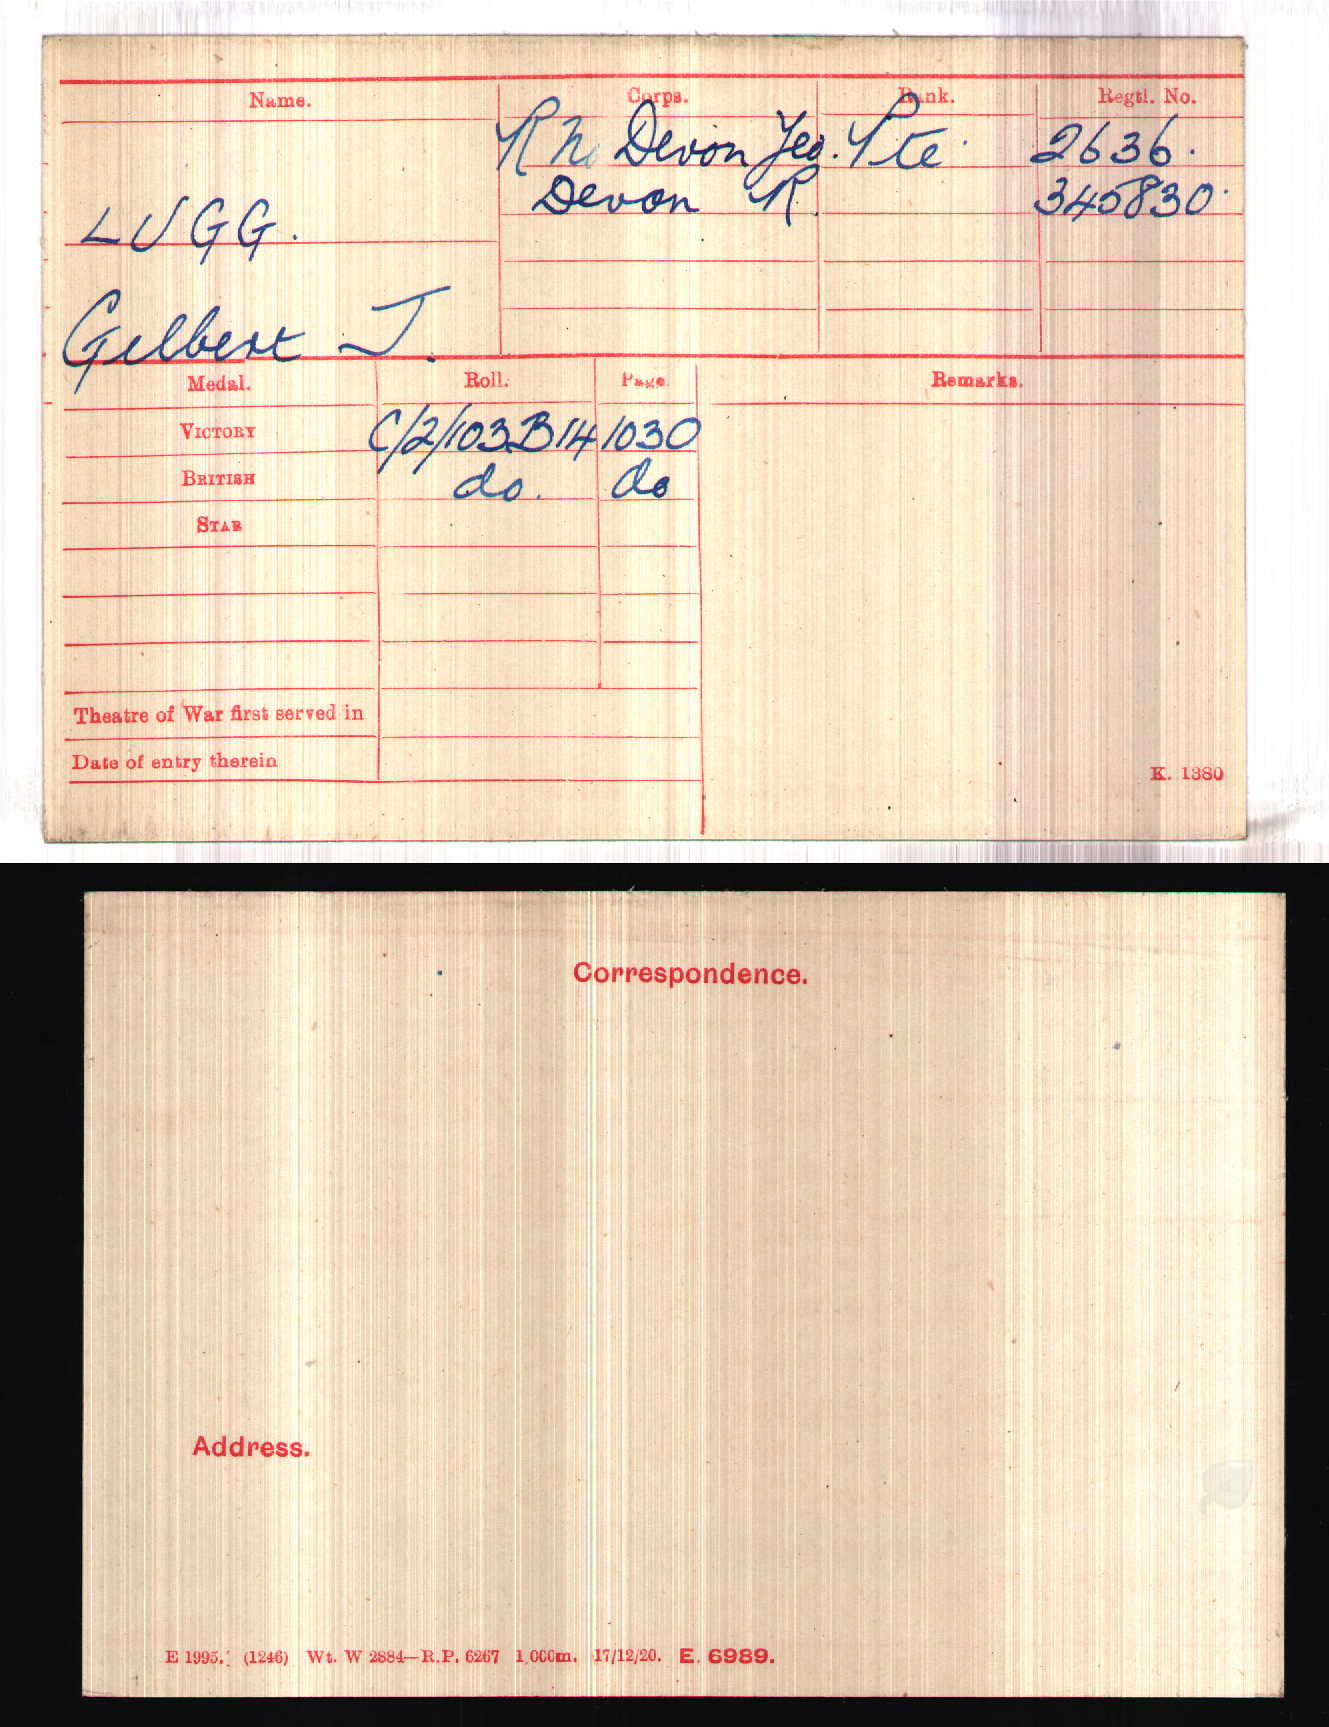 Name. Corps. Rank. Regtl. No.
R N. Devon Yeo. Pte. 2636.
Devon R. 345830.
LUGG.
Gilbert J.
Medal. Roll. Page. Remarks.
VICTORY C/2/103B14 1030
BRITISH do. do
STAR
Theatre of War first served in
Date of entry therein
K. 1380
Correspondence.
Address.
E 1995. (1246) Wt. W 2884—R.P. 6267 1,000m. 17/12/20. E. 6989.